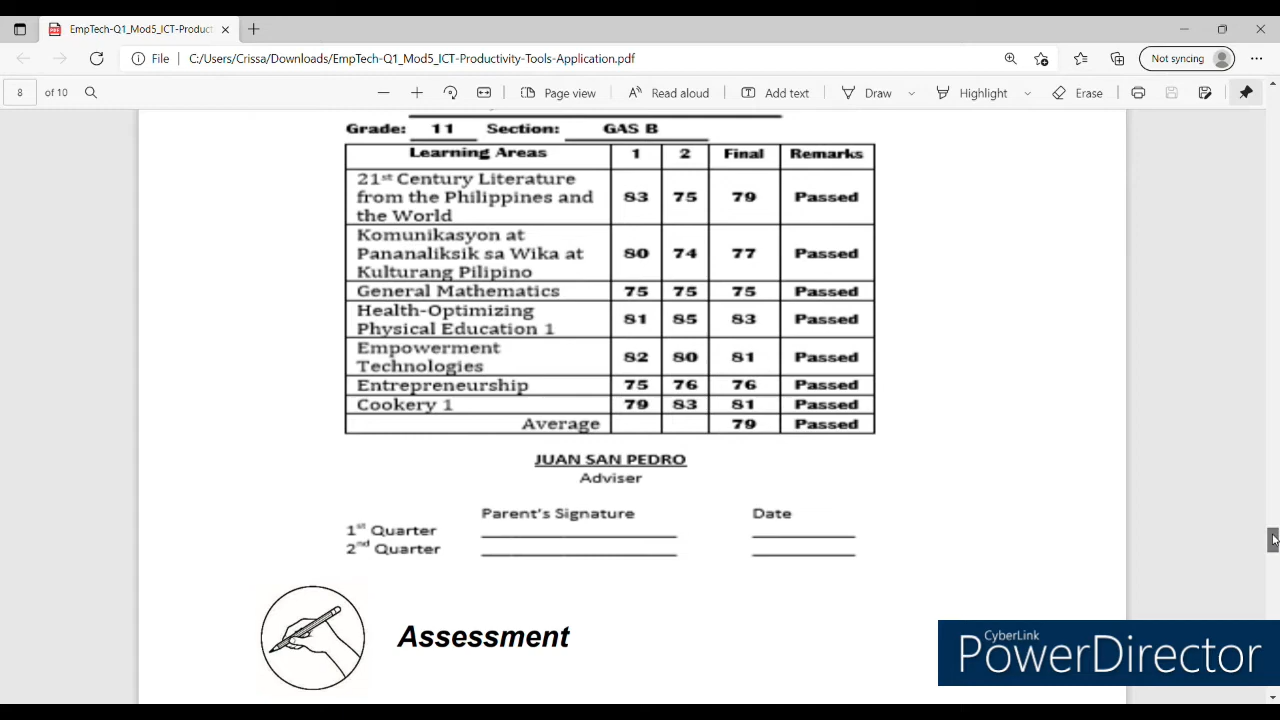 EmpTech-Q1_Mod5_ICT-Product
File C:/Users/Crissa/Downloads/EmpTech-Q1_Mod5_ICT-Productivity-Tools-Application.pdf Not syncing
8 of 10 Page view Read aloud Add text Draw Highlight Erase
Grade: 11 Section: GAS B
Learning Areas 1 2 Final Remarks
21st Century Literature
from the Philippines and 83 75 79 Passed
the World
Komunikasyon at
Pananaliksik sa Wika at 80 74 77 Passed
Kulturang Pilipino
General Mathematics 75 75 75 Passed
Health-Optimizing
Physical Education 1 81 85 83 Passed
Empowerment
Technologies 82 80 81 Passed
Entrepreneurship 75 76 76 Passed
Cookery 1 79 83 81 Passed
Average 79 Passed
JUAN SAN PEDRO
Adviser
Parent's Signature Date
1st Quarter
2nd Quarter
Assessment
CyberLink
PowerDirector